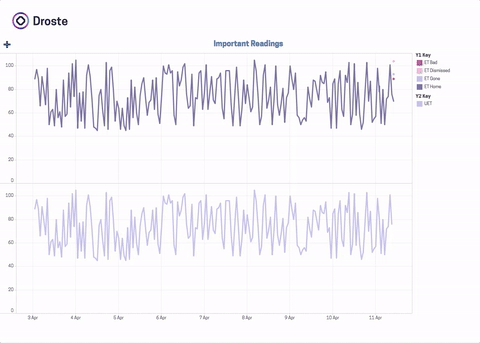 Droste
Important Readings
Y1 Key
ET Bad
ET Dismissed
ET Gone
ET Home
Y2 Key
UET
100
80
60
40
20
0
100
80
60
40
20
0
3 Apr
4 Apr
5 Apr
6 Apr
7 Apr
8 Apr
9 Apr
10 Apr
11 Apr